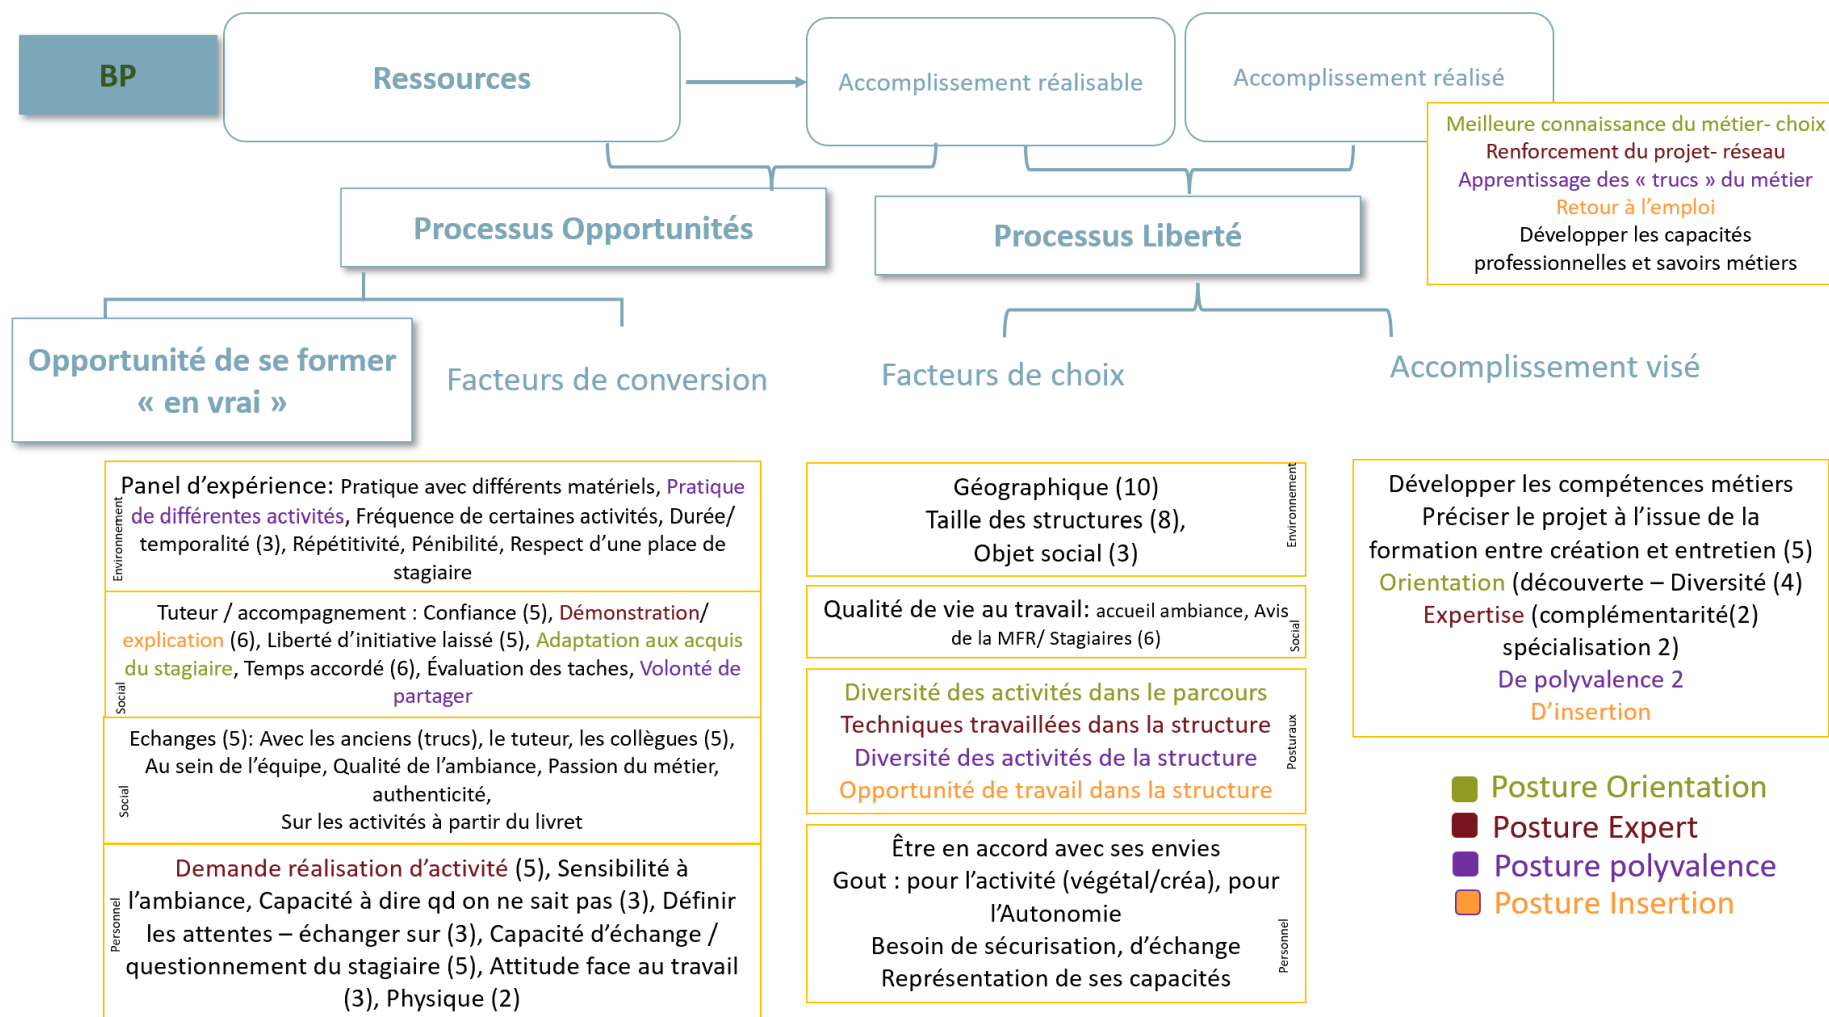 BP
Ressources
Accomplissement réalisable
Accomplissement réalisé
Meilleure connaissance du métier- choix
Renforcement du projet- réseau
Apprentissage des « trucs » du métier
Retour à l'emploi
Développer les capacités
professionnelles et savoirs métiers
Processus Opportunités
Processus Liberté
Opportunité de se former
« en vrai »
Facteurs de conversion
Facteurs de choix
Accomplissement visé
Environnement
Panel d'expérience: Pratique avec différents matériels, Pratique
de différentes activités, Fréquence de certaines activités, Durée/
temporalité (3), Répétitivité, Pénibilité, Respect d'une place de
stagiaire
Social
Tuteur / accompagnement : Confiance (5), Démonstration/
explication (6), Liberté d'initiative laissé (5), Adaptation aux acquis
du stagiaire, Temps accordé (6), Évaluation des taches, Volonté de
partager
Social
Echanges (5): Avec les anciens (trucs), le tuteur, les collègues (5),
Au sein de l'équipe, Qualité de l'ambiance, Passion du métier,
authenticité,
Sur les activités à partir du livret
Personnel
Demande réalisation d'activité (5), Sensibilité à
l'ambiance, Capacité à dire qd on ne sait pas (3), Définir
les attentes – échanger sur (3), Capacité d'échange /
questionnement du stagiaire (5), Attitude face au travail
(3), Physique (2)
Géographique (10)
Taille des structures (8),
Objet social (3)
Environnement
Qualité de vie au travail: accueil ambiance, Avis
de la MFR/ Stagiaires (6)
Social
Diversité des activités dans le parcours
Techniques travaillées dans la structure
Diversité des activités de la structure
Opportunité de travail dans la structure
Posturaux
Être en accord avec ses envies
Gout : pour l'activité (végétal/créa), pour
l'Autonomie
Besoin de sécurisation, d'échange
Représentation de ses capacités
Personnel
Développer les compétences métiers
Préciser le projet à l'issue de la
formation entre création et entretien (5)
Orientation (découverte – Diversité (4)
Expertise (complémentarité(2)
spécialisation 2)
De polyvalence 2
D'insertion
Posture Orientation
Posture Expert
Posture polyvalence
Posture Insertion